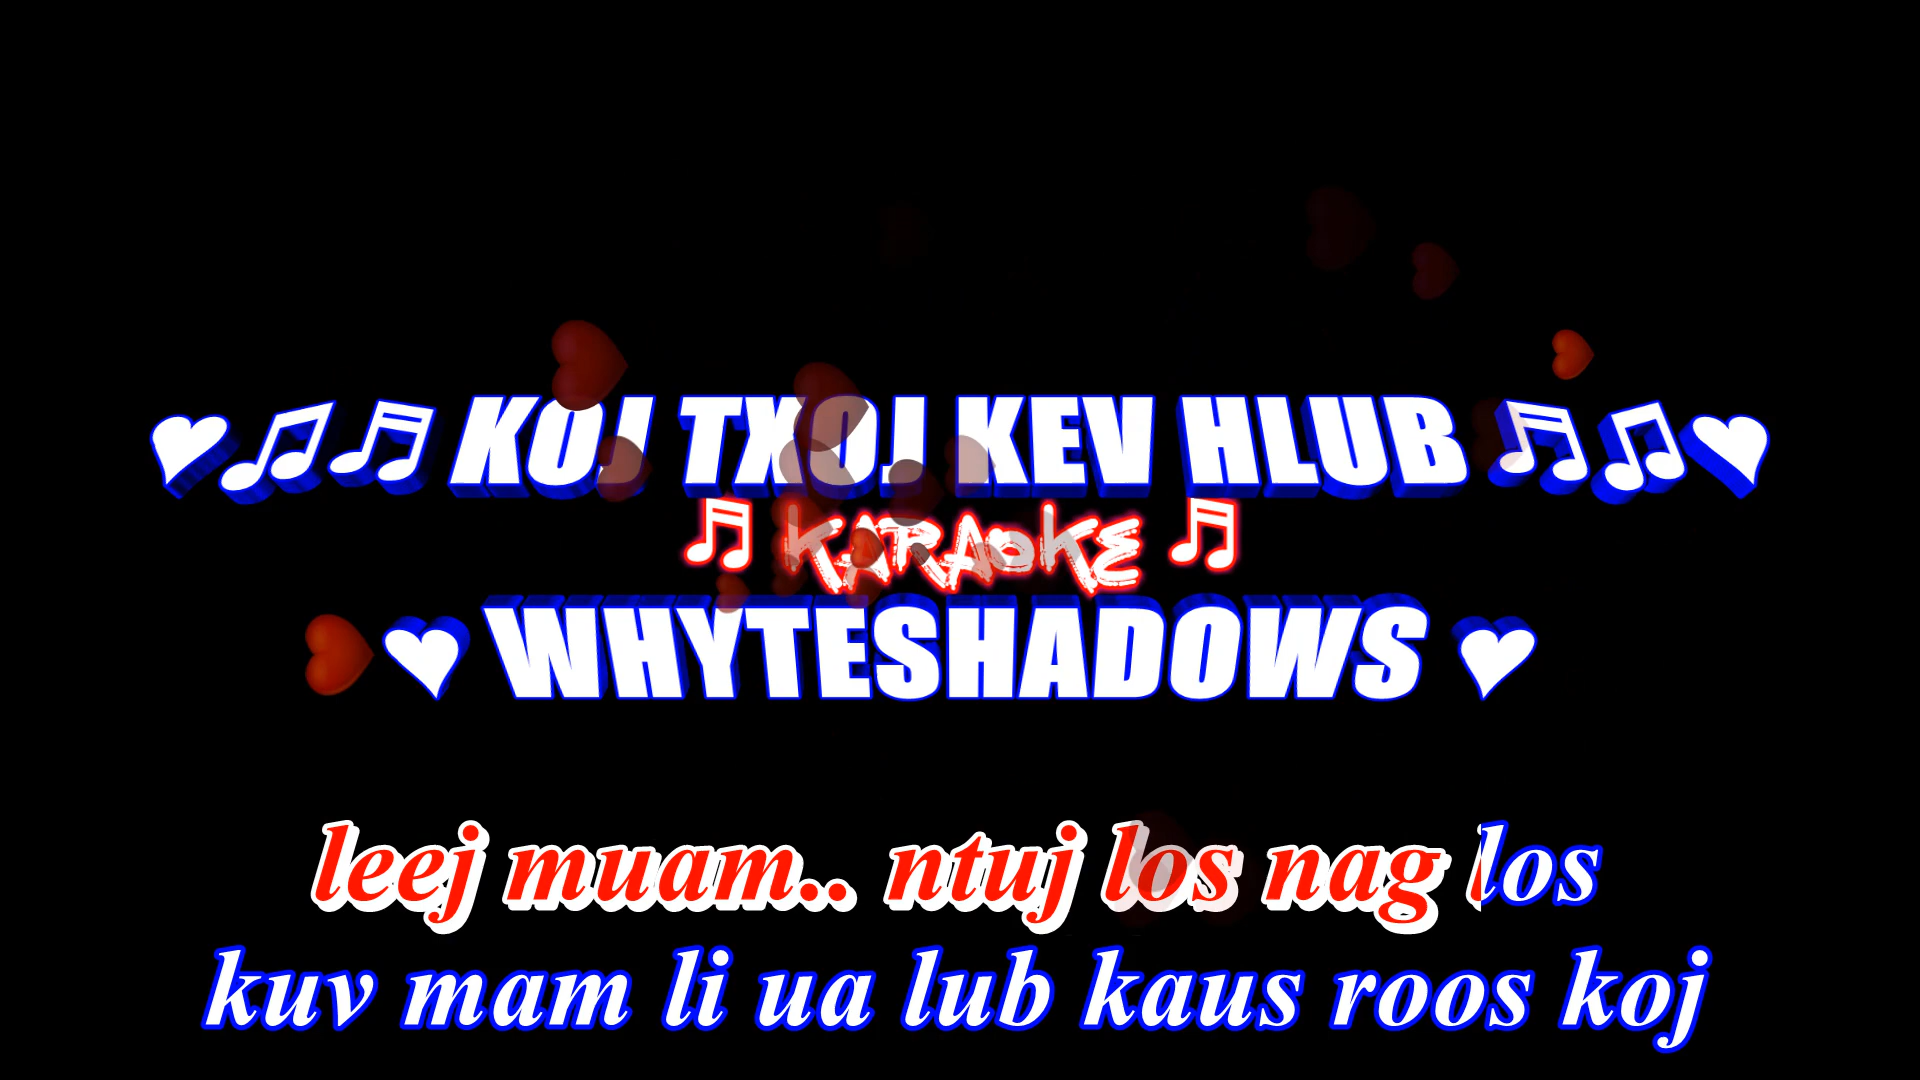 ♥♫♬ KOJ TXOJ KEV HLUB ♬♫♥
♬ KARAOKE ♬
♥ WHYTESHADOWS ♥
leej muam.. ntuj los nag los
kuv mam li ua lub kaus roos koj